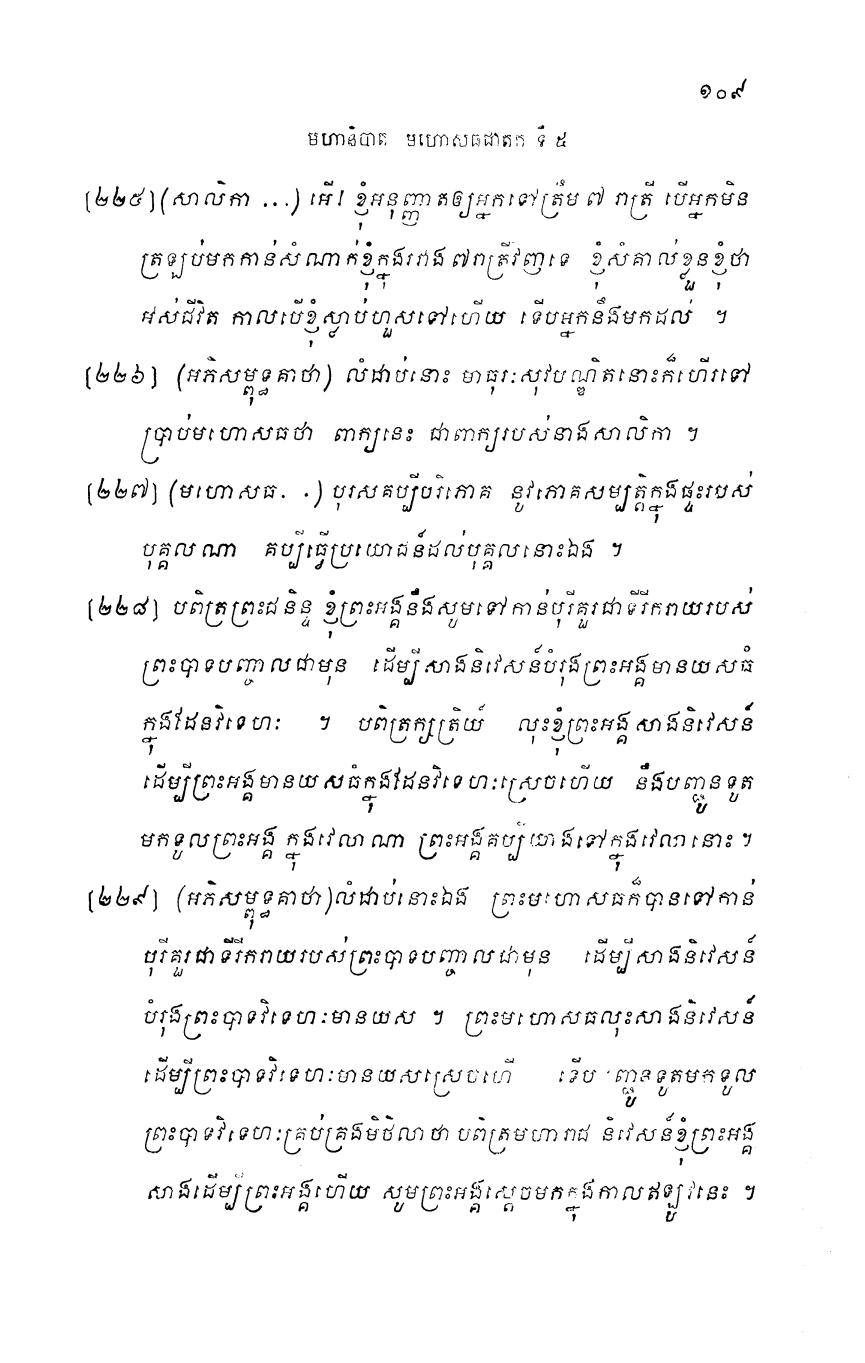 ១០៩
មហានិបាត មហោសធជាតក ទី ៥
[២២៥] (សាលិកា ...) អើ! ខ្ញុំអនុញ្ញាតឲ្យអ្នកទៅត្រឹម ៧ រាត្រី បើអ្នកមិន
ត្រឡប់មកកាន់សំណាក់ខ្ញុំក្នុងរវាង ៧រាត្រីវិញទេ ខ្ញុំសំគាល់ខ្លួនខ្ញុំថា
អស់ជីវិត កាលបើខ្ញុំស្លាប់ហួសទៅហើយ ទើបអ្នកនឹងមកដល់ ។
[២២៦] (អភិសម្ពុទ្ធគាថា) លំដាប់នោះ មាធុរៈសុវបណ្ឌិតនោះក៏ហើរទៅ
ប្រាប់មហោសធថា ពាក្យនេះ ជាពាក្យរបស់នាងសាលិកា ។
[២២៧] (មហោសធ. .) បុរសគប្បីបរិភោគ នូវភោគសម្បត្តិក្នុងផ្ទះរបស់
បុគ្គលណា គប្បីធ្វើប្រយោជន៍ដល់បុគ្គលនោះឯង ។
[២២៨] បពិត្រព្រះជនិន្ទ ខ្ញុំព្រះអង្គនឹងសូមទៅកាន់បុរីគួរជាទីរីករាយរបស់
ព្រះបាទបញ្ចាលជាមុន ដើម្បីសាងនិវេសន៍បំរុងព្រះអង្គមានយសធំ
ក្នុងដែនវិទេហៈ ។ បពិត្រក្សត្រិយ៍ លុះខ្ញុំព្រះអង្គសាងនិវេសន៍
ដើម្បីព្រះអង្គមានយសធំក្នុងដែនវិទេហៈស្រេចហើយ នឹងបញ្ជូនទូត
មកទូលព្រះអង្គ ក្នុងវេលាណា ព្រះអង្គគប្បីយាងទៅក្នុងវេលានោះ ។
[២២៩] (អភិសម្ពុទ្ធគាថា)លំដាប់នោះឯង ព្រះមហោសធក៏បានទៅកាន់
បុរីគួរជាទីរីករាយរបស់ព្រះបាទបញ្ចាលជាមុន ដើម្បីសាងនិវេសន៍
បំរុងព្រះបាទវិទេហៈមានយស ។ ព្រះមហោសធលុះសាងនិវេសន៍
ដើម្បីព្រះបាទវិទេហៈមានយសស្រេចហើ ទើប ញ្ជូនទូតមកទូល
ព្រះបាទវិទេហៈគ្រប់គ្រងមិថិលាថា បពិត្រមហារាជ និវេសន៍ខ្ញុំព្រះអង្គ
សាងដើម្បីព្រះអង្គហើយ សូមព្រះអង្គស្តេចមកក្នុងកាលឥឡូវនេះ ។